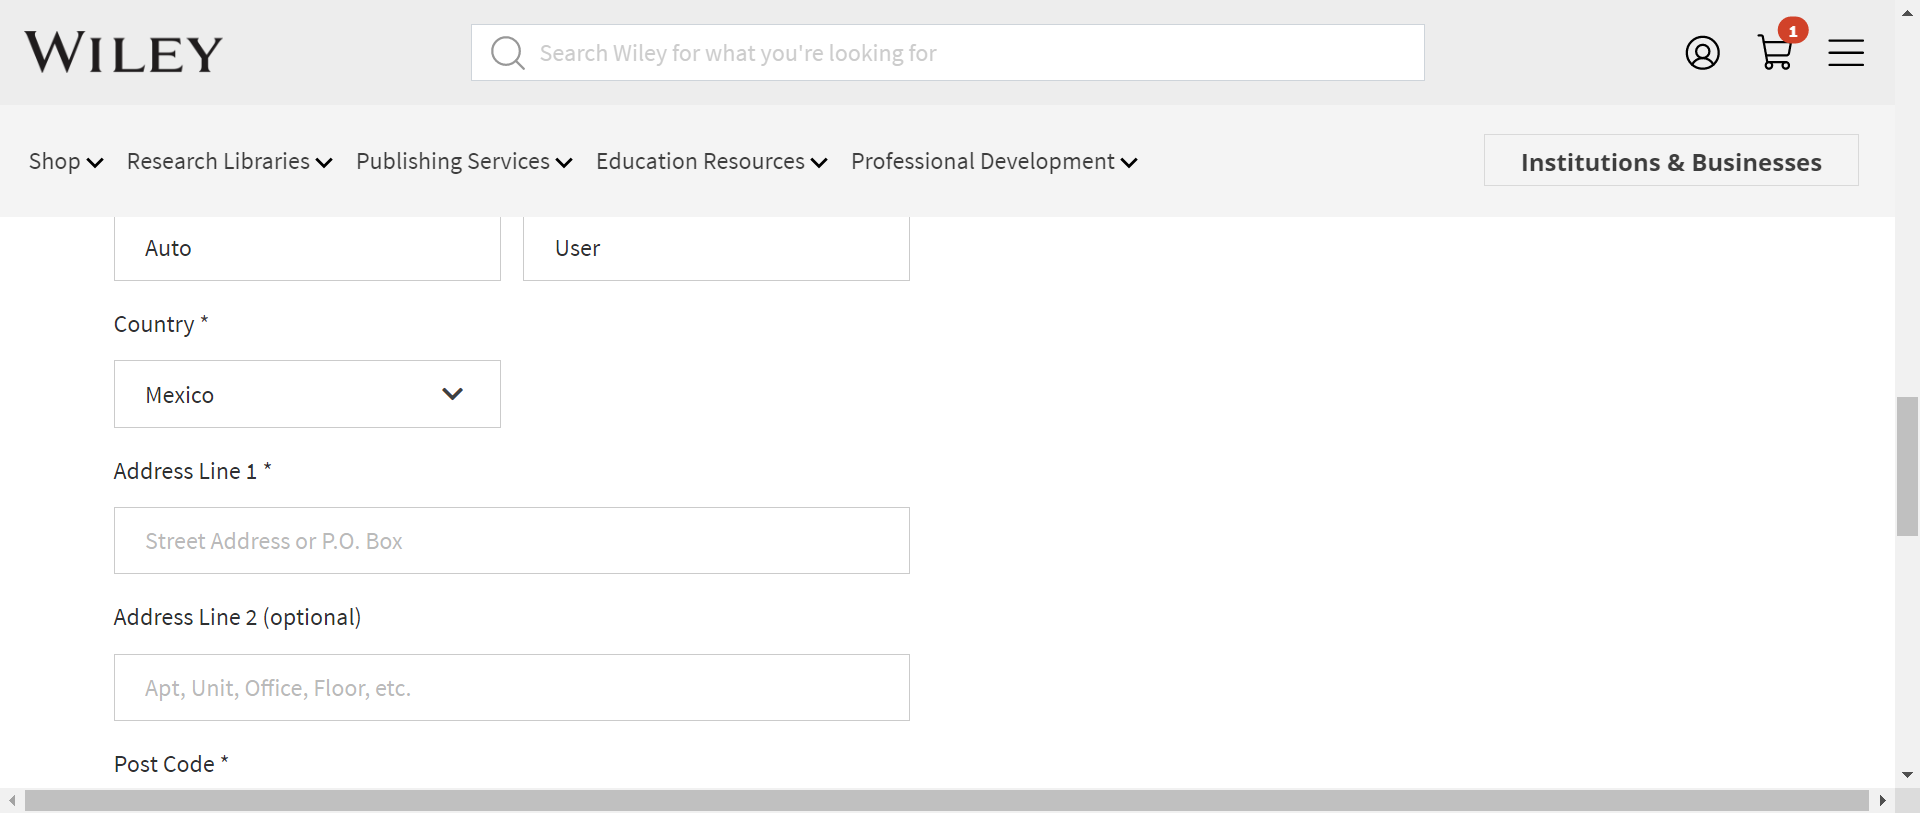 WILEY
Search Wiley for what you're looking for
1
Shop Research Libraries Publishing Services Education Resources Professional Development
Institutions & Businesses
Auto User
Country *
Mexico
Address Line 1 *
Street Address or P.O. Box
Address Line 2 (optional)
Apt, Unit, Office, Floor, etc.
Post Code *